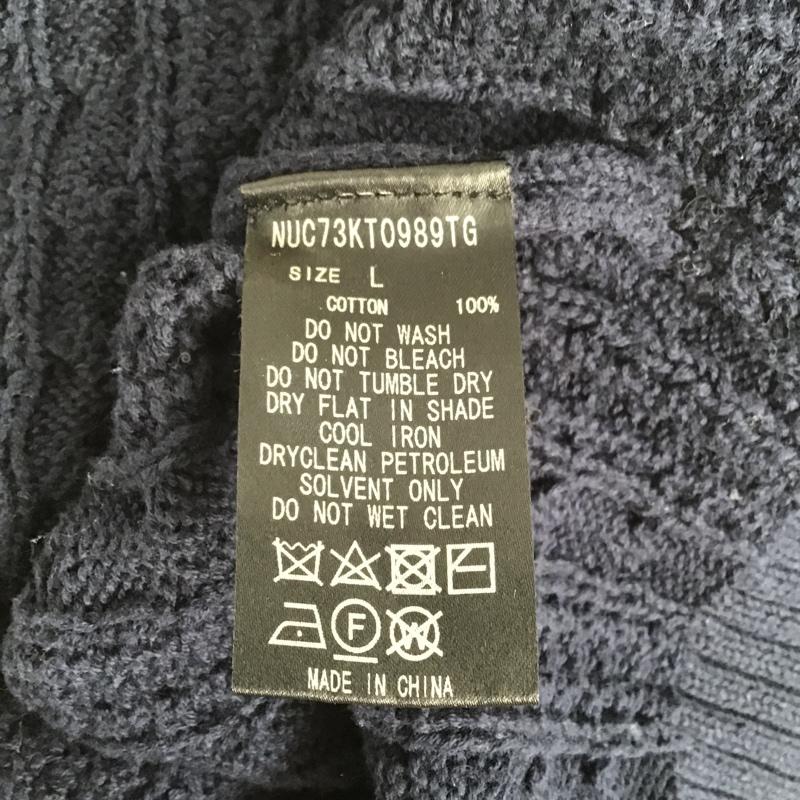 NUC73KT0989TG
SIZE L
COTTON 100%
DO NOT WASH
DO NOT BLEACH
DO NOT TUMBLE DRY
DRY FLAT IN SHADE
COOL IRON
DRYCLEAN PETROLEUM
SOLVENT ONLY
DO NOT WET CLEAN
F W
MADE IN CHINA